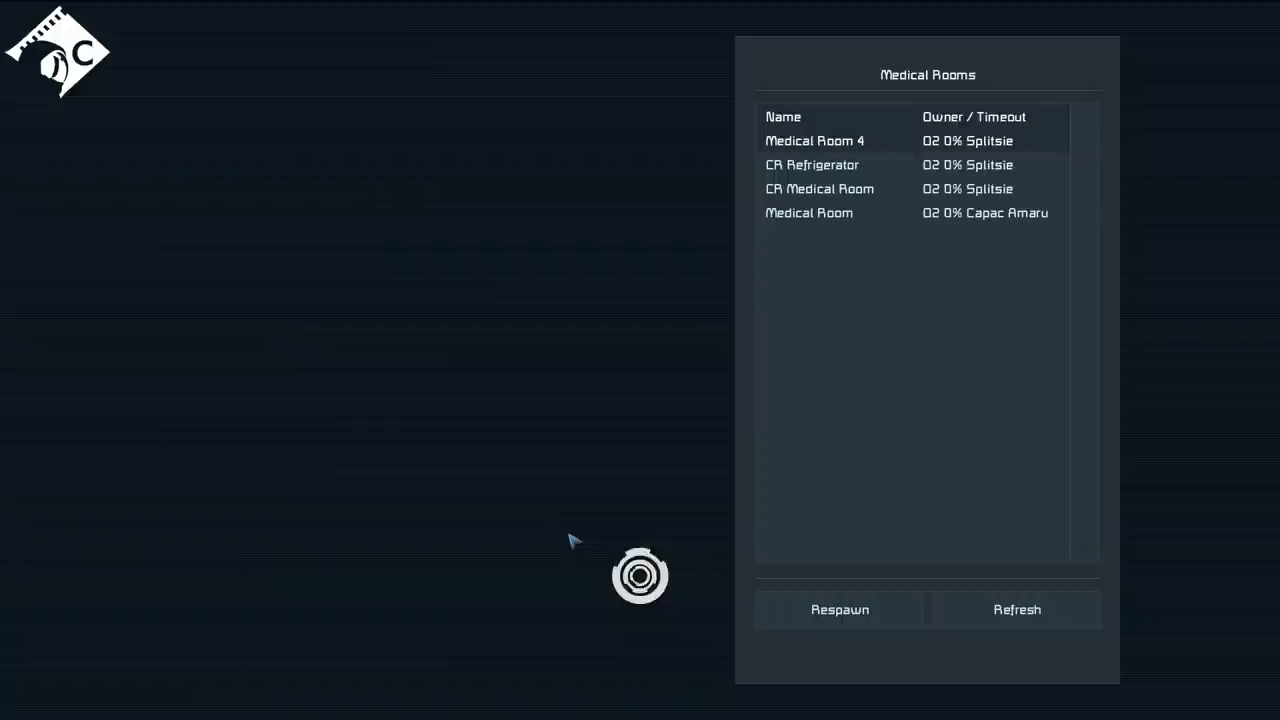 C
Medical Rooms
Name Owner / Timeout
Medical Room 4 O2 0% Splitsie
CR Refrigerator O2 0% Splitsie
CR Medical Room O2 0% Splitsie
Medical Room O2 0% Capac Amaru
Respawn Refresh